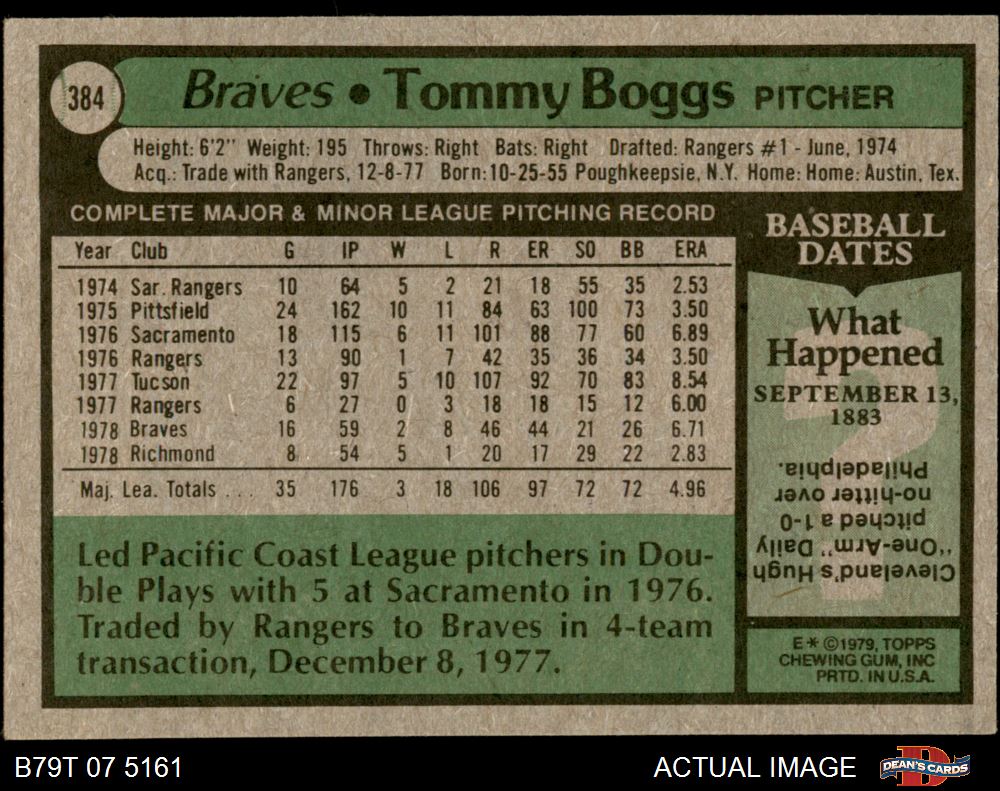 384
Braves • Tommy Boggs PITCHER
Height: 6'2" Weight: 195 Throws: Right Bats: Right Drafted: Rangers #1 - June, 1974
Acq.: Trade with Rangers, 12-8-77 Born: 10-25-55 Poughkeepsie, N.Y. Home: Home: Austin, Tex.
COMPLETE MAJOR & MINOR LEAGUE PITCHING RECORD
Year Club G IP W L R ER SO BB ERA
1974 Sar. Rangers 10 64 5 2 21 18 55 35 2.53
1975 Pittsfield 24 162 10 11 84 63 100 73 3.50
1976 Sacramento 18 115 6 11 101 88 77 60 6.89
1976 Rangers 13 90 1 7 42 35 36 34 3.50
1977 Tucson 22 97 5 10 107 92 70 83 8.54
1977 Rangers 6 27 0 3 18 18 15 12 6.00
1978 Braves 16 59 2 8 46 44 21 26 6.71
1978 Richmond 8 54 5 1 20 17 29 22 2.83
Maj. Lea. Totals ... 35 176 3 18 106 97 72 72 4.96
Led Pacific Coast League pitchers in Dou-
ble Plays with 5 at Sacramento in 1976.
Traded by Rangers to Braves in 4-team
transaction, December 8, 1977.
BASEBALL
DATES
What
Happened
SEPTEMBER 13,
1883
Cleveland's Hugh
"One-Arm" Daily
pitched a 1-0
no-hitter over
Philadelphia.
E * ©1979, TOPPS
CHEWING GUM, INC
PRTD. IN U.S.A.
B79T 07 5161
ACTUAL IMAGE
DEAN'S CARDS